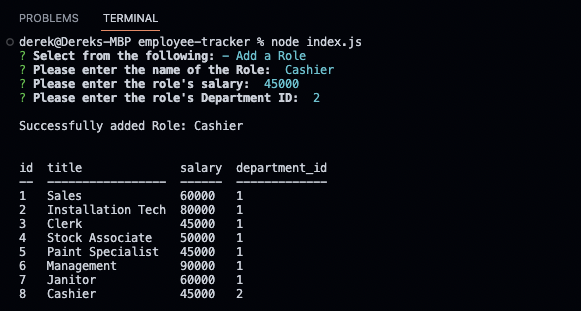 PROBLEMS TERMINAL
derek@Dereks-MBP employee-tracker % node index.js
? Select from the following: - Add a Role
? Please enter the name of the Role: Cashier
? Please enter the role's salary: 45000
? Please enter the role's Department ID: 2
Successfully added Role: Cashier
id title salary department_id
-- ----------------- ------ -------------
1 Sales 60000 1
2 Installation Tech 80000 1
3 Clerk 45000 1
4 Stock Associate 50000 1
5 Paint Specialist 45000 1
6 Management 90000 1
7 Janitor 60000 1
8 Cashier 45000 2